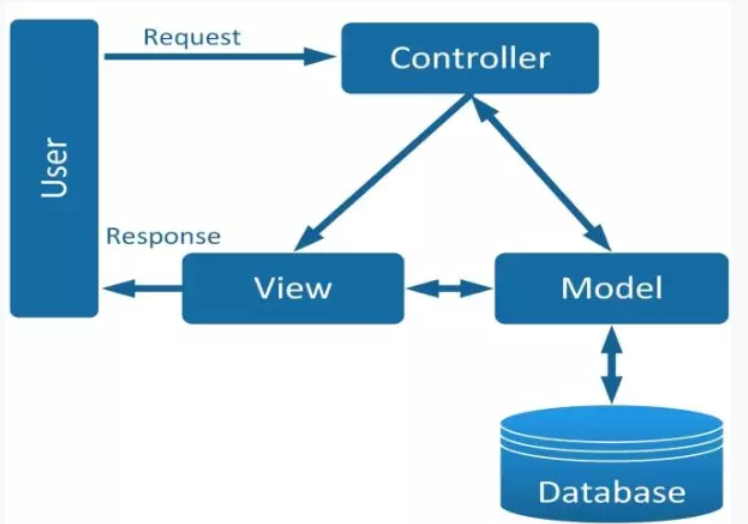 Request
Controller
User
Response
View
Model
Database